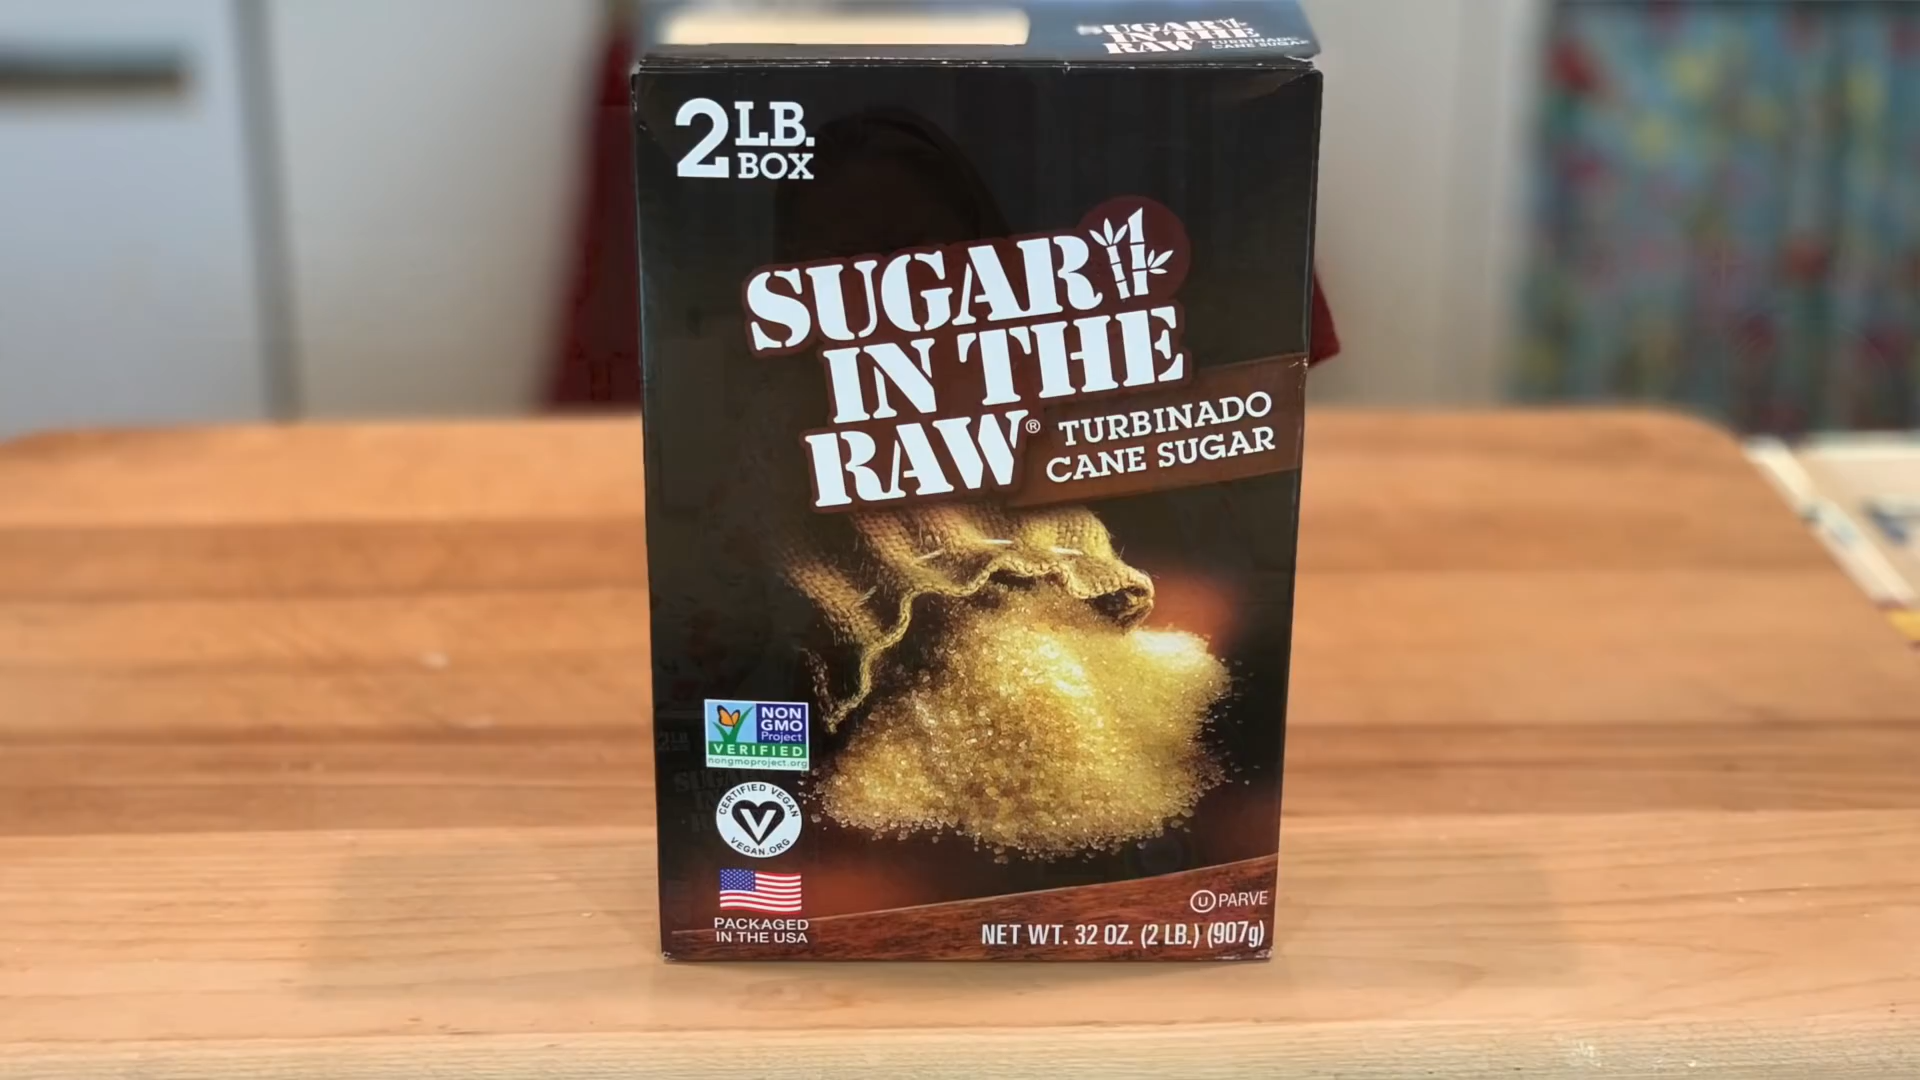 SUGAR
IN THE
RAW TURBINADO
CANE SUGAR
2 LB.
BOX
SUGAR
IN THE
RAW®
TURBINADO
CANE SUGAR
NON
GMO
Project
VERIFIED
nongmoproject.org
CERTIFIED VEGAN
V
VEGAN.ORG
PACKAGED
IN THE USA
U PARVE
NET WT. 32 OZ. (2 LB.) (907g)